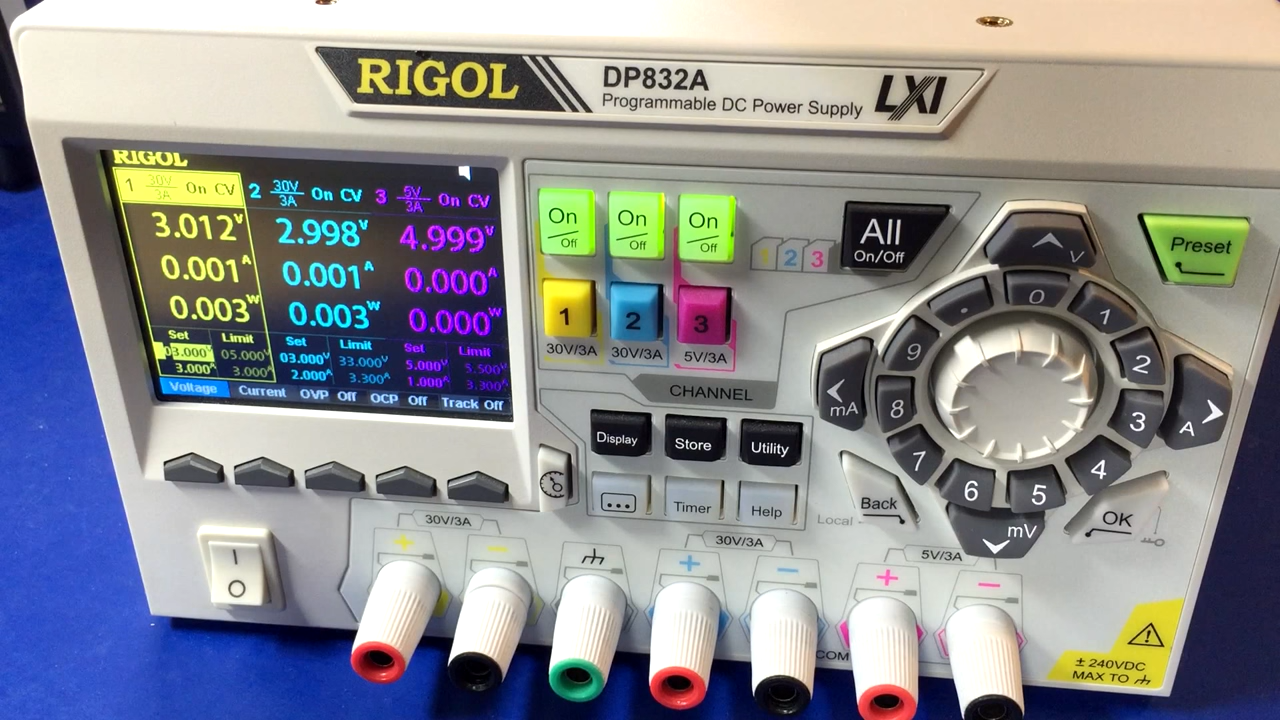 RIGOL
DP832A
Programmable DC Power Supply
LXI
RIGOL
1 30V/3A On CV
2 30V/3A On CV
3 5V/3A On CV
3.012V 2.998V 4.999V
0.001A 0.001A 0.000A
0.003W 0.003W 0.000W
Set Limit Set Limit Set Limit
03.000V 05.000V 03.000V 33.000V 5.000V 5.500V
3.000A 3.000A 2.000A 3.300A 1.000A 3.300A
Voltage Current OVP Off OCP Off Track Off
On/Off On/Off On/Off
1 2 3
All
On/Off
Preset
1 2 3
30V/3A 30V/3A 5V/3A
CHANNEL
V
mA
A
mV
. 0 1 2 3 4 5 6 7 8 9
Display Store Utility
... Timer Help
Back
Local
OK
I
O
30V/3A 30V/3A 5V/3A
+ - + - + -
COM
± 240VDC
MAX TO